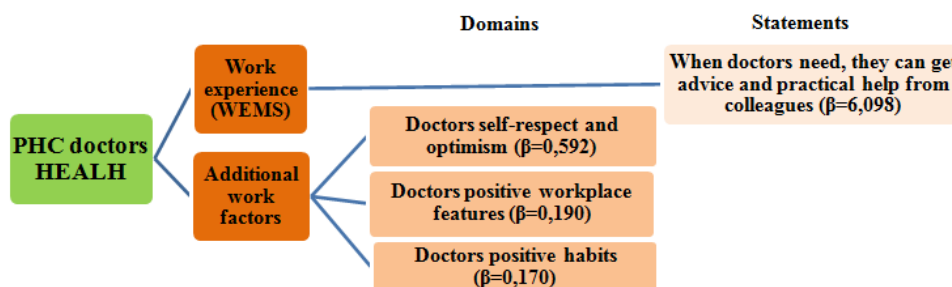 Domains
Statements
PHC doctors
HEALH
Work
experience
(WEMS)
When doctors need, they can get
advice and practical help from
colleagues (β=6,098)
Additional
work
factors
Doctors self-respect and
optimism (β=0,592)
Doctors positive workplace
features (β=0,190)
Doctors positive habits
(β=0,170)